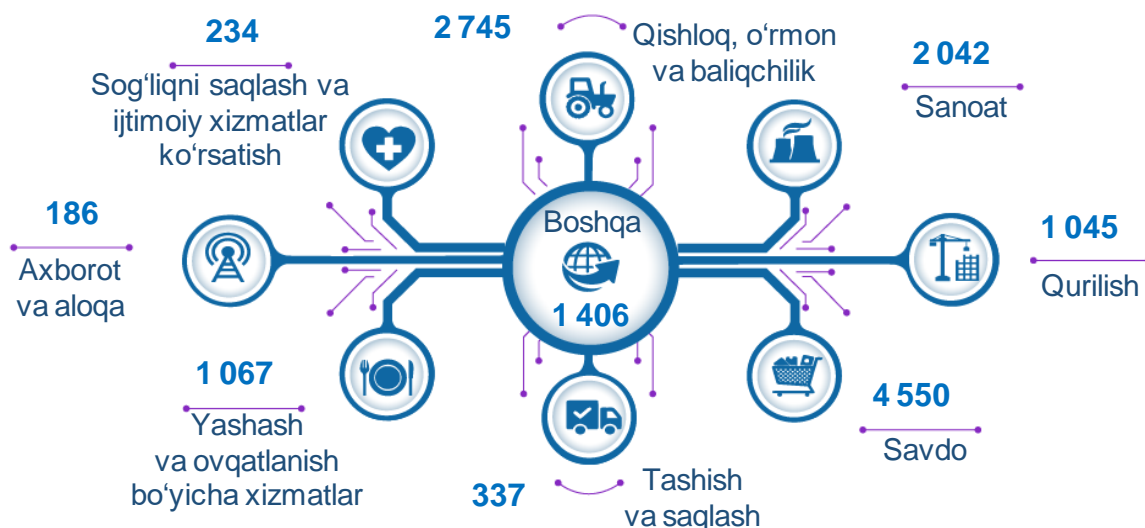 234
Sog‘liqni saqlash va
ijtimoiy xizmatlar
ko‘rsatish
2 745
Qishloq, o‘rmon
va baliqchilik
2 042
Sanoat
186
Axborot
va aloqa
Boshqa
1 406
1 045
Qurilish
1 067
Yashash
va ovqatlanish
bo‘yicha xizmatlar
337
Tashish
va saqlash
4 550
Savdo